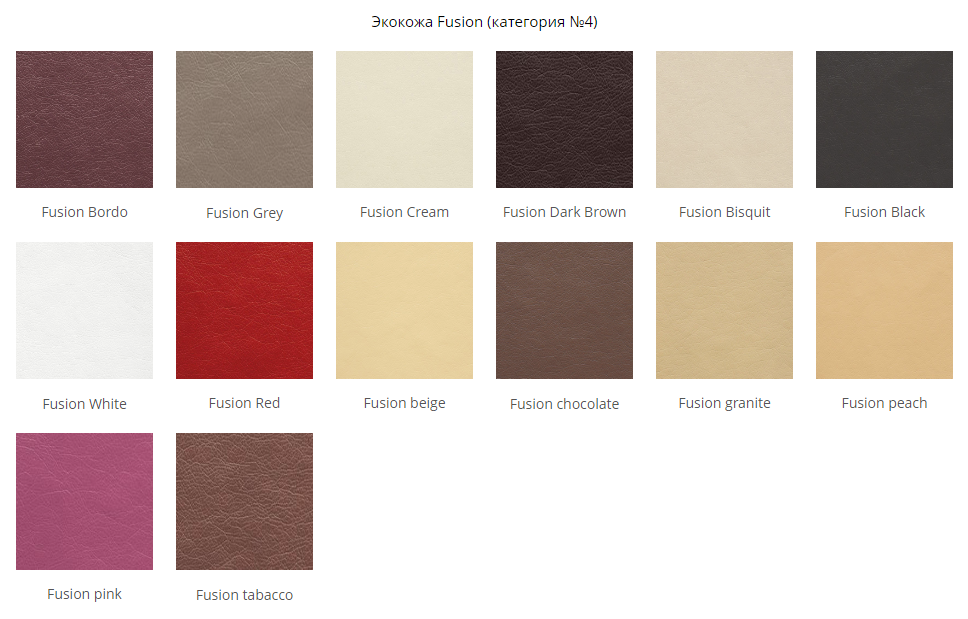 Экокожа Fusion (категория №4)
Fusion Bordo
Fusion Grey
Fusion Cream
Fusion Dark Brown
Fusion Bisquit
Fusion Black
Fusion White
Fusion Red
Fusion beige
Fusion chocolate
Fusion granite
Fusion peach
Fusion pink
Fusion tabacco